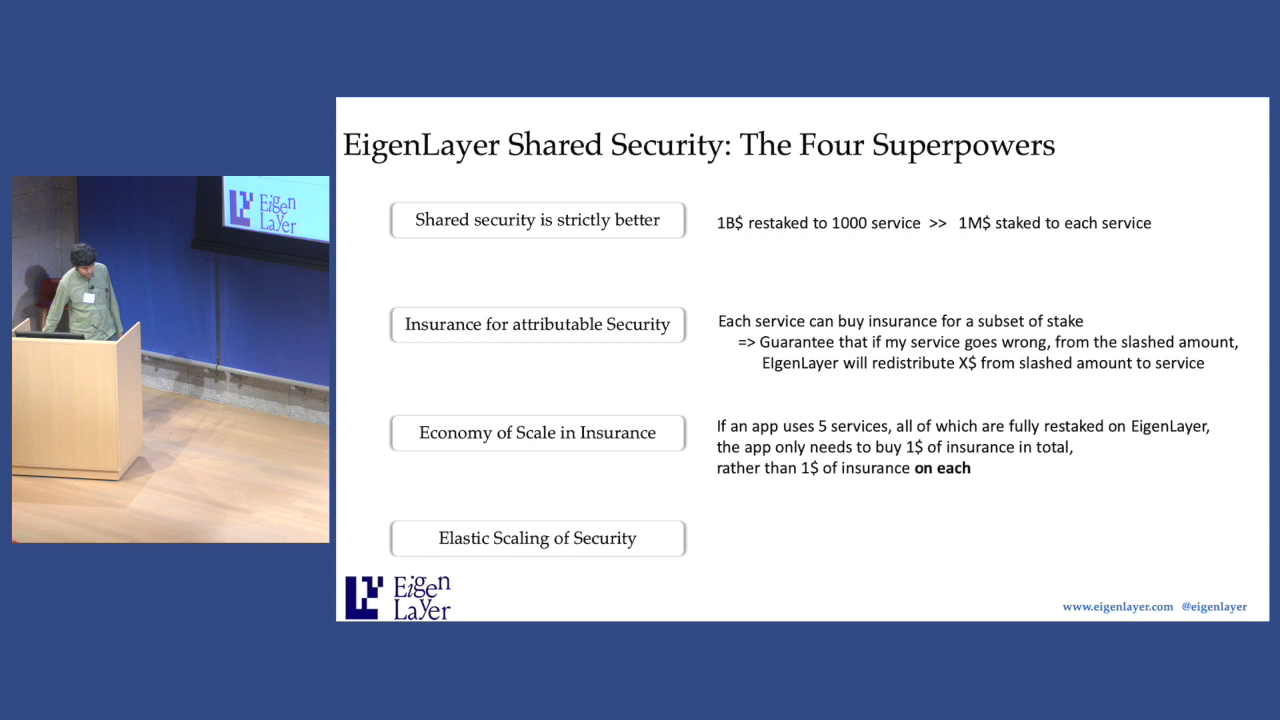 EigenLayer Shared Security: The Four Superpowers
Shared security is strictly better
1B$ restaked to 1000 service >> 1M$ staked to each service
Insurance for attributable Security
Each service can buy insurance for a subset of stake
=> Guarantee that if my service goes wrong, from the slashed amount,
EIgenLayer will redistribute X$ from slashed amount to service
Economy of Scale in Insurance
If an app uses 5 services, all of which are fully restaked on EigenLayer,
the app only needs to buy 1$ of insurance in total,
rather than 1$ of insurance on each
Elastic Scaling of Security
Eigen
Layer
www.eigenlayer.com @eigenlayer
Eigen
Layer